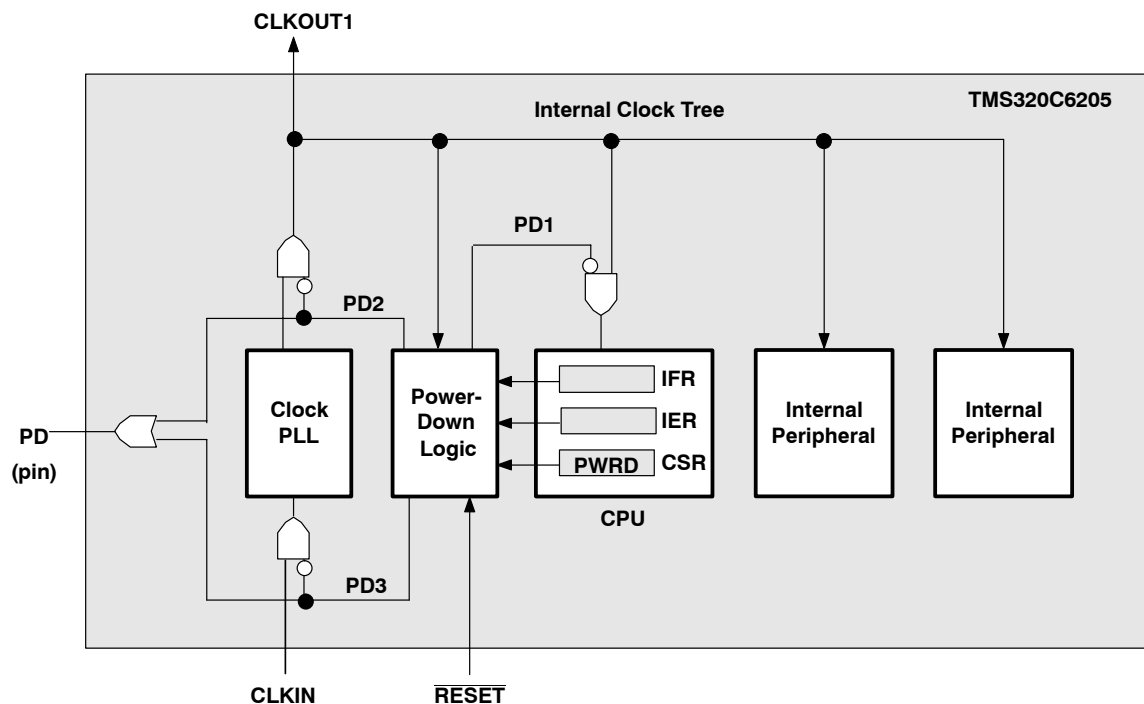 CLKOUT1
TMS320C6205
Internal Clock Tree
PD1
PD2
Clock
PLL
Power-
Down
Logic
IFR
IER
PWRD CSR
CPU
Internal
Peripheral
Internal
Peripheral
PD
(pin)
PD3
CLKIN
RESET